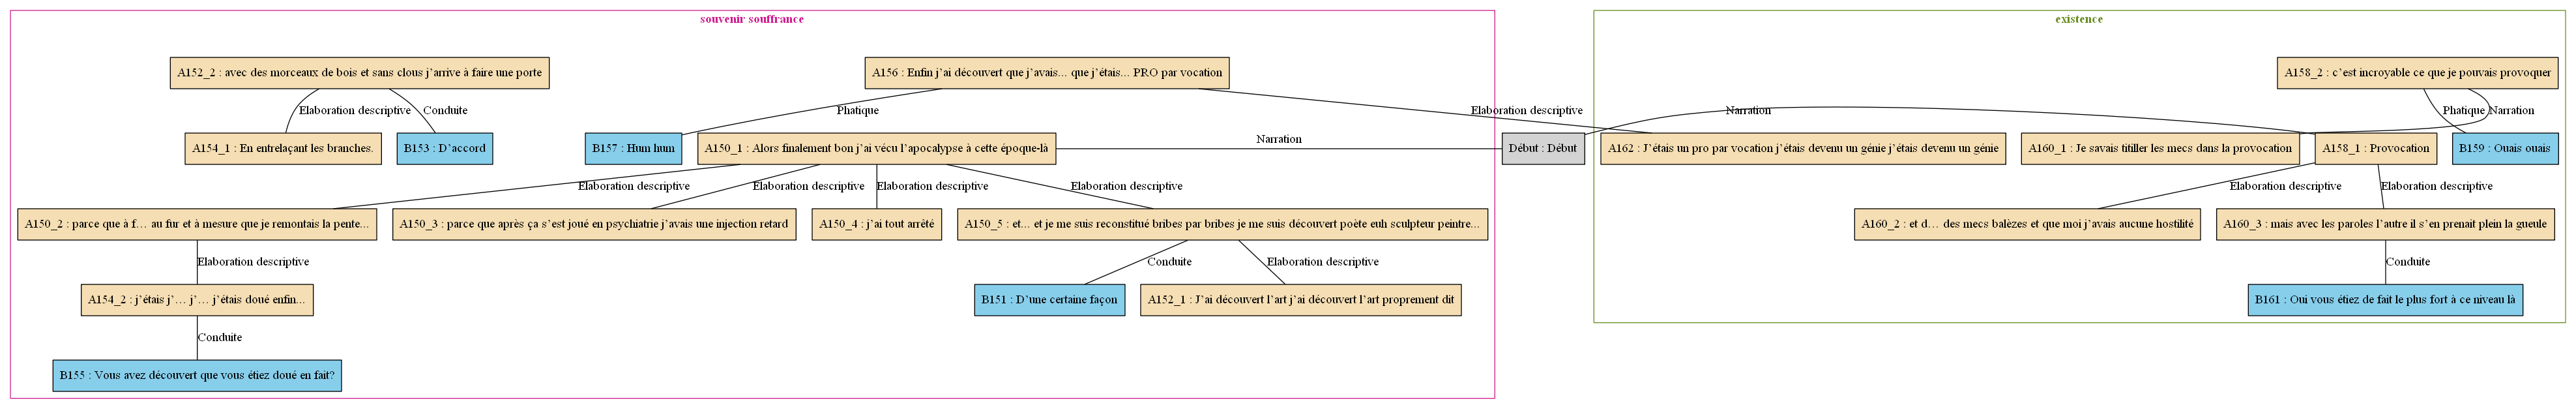 souvenir souffrance
existence
A152_2 : avec des morceaux de bois et sans clous j'arrive à faire une porte
A156 : Enfin j'ai découvert que j'avais... que j'étais... PRO par vocation
A158_2 : c'est incroyable ce que je pouvais provoquer
Elaboration descriptive
Conduite
Phatique
Elaboration descriptive
Narration
Phatique
Narration
A154_1 : En entrelaçant les branches.
B153 : D'accord
B157 : Hum hum
A150_1 : Alors finalement bon j'ai vécu l'apocalypse à cette époque-là
Narration
Début : Début
A162 : J'étais un pro par vocation j'étais devenu un génie j'étais devenu un génie
A160_1 : Je savais titiller les mecs dans la provocation
A158_1 : Provocation
B159 : Ouais ouais
Elaboration descriptive
Elaboration descriptive
Elaboration descriptive
Elaboration descriptive
Elaboration descriptive
Elaboration descriptive
A150_2 : parce que à f… au fur et à mesure que je remontais la pente...
A150_3 : parce que après ça s'est joué en psychiatrie j'avais une injection retard
A150_4 : j'ai tout arrêté
A150_5 : et... et je me suis reconstitué bribes par bribes je me suis découvert poète euh sculpteur peintre...
A160_2 : et d… des mecs balèzes et que moi j'avais aucune hostilité
A160_3 : mais avec les paroles l'autre il s'en prenait plein la gueule
Elaboration descriptive
Conduite
Elaboration descriptive
Conduite
A154_2 : j'étais j'… j'… j'étais doué enfin...
B151 : D'une certaine façon
A152_1 : J'ai découvert l'art j'ai découvert l'art proprement dit
B161 : Oui vous étiez de fait le plus fort à ce niveau là
Conduite
B155 : Vous avez découvert que vous étiez doué en fait?